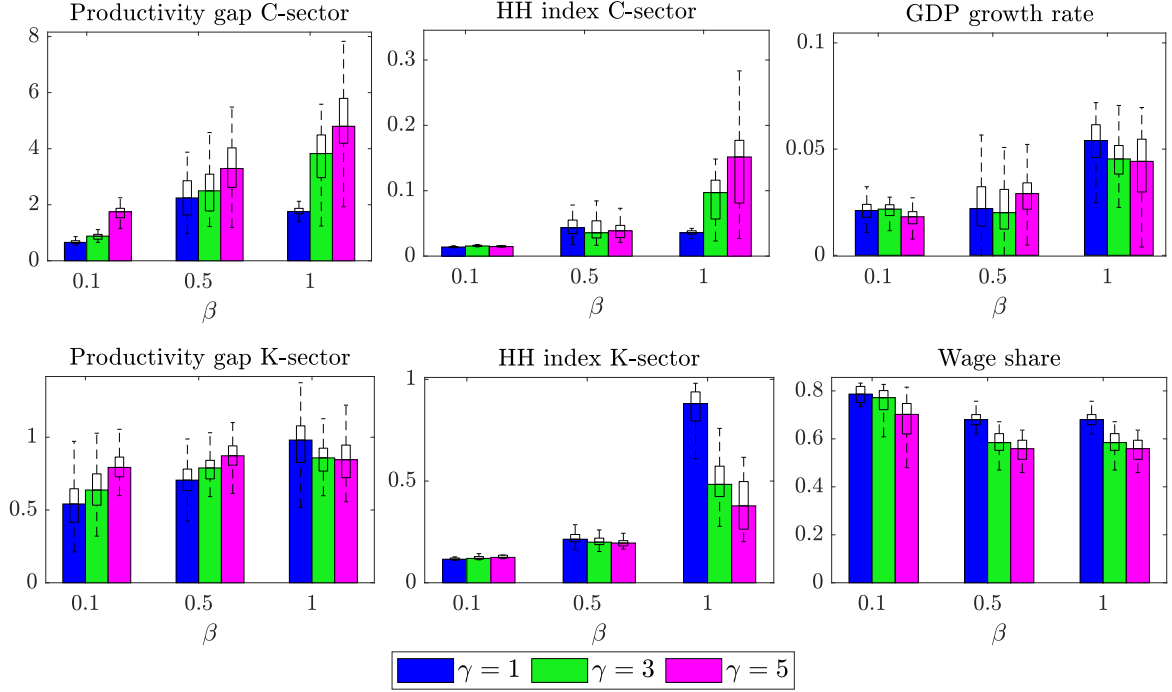 Productivity gap C-sector
8
6
4
2
0
0.1 0.5 1
β
HH index C-sector
0.3
0.2
0.1
0
0.1 0.5 1
β
GDP growth rate
0.1
0.05
0
0.1 0.5 1
β
Productivity gap K-sector
1
0.5
0
0.1 0.5 1
β
HH index K-sector
1
0.5
0
0.1 0.5 1
β
Wage share
0.8
0.6
0.4
0.2
0
0.1 0.5 1
β
γ = 1 γ = 3 γ = 5